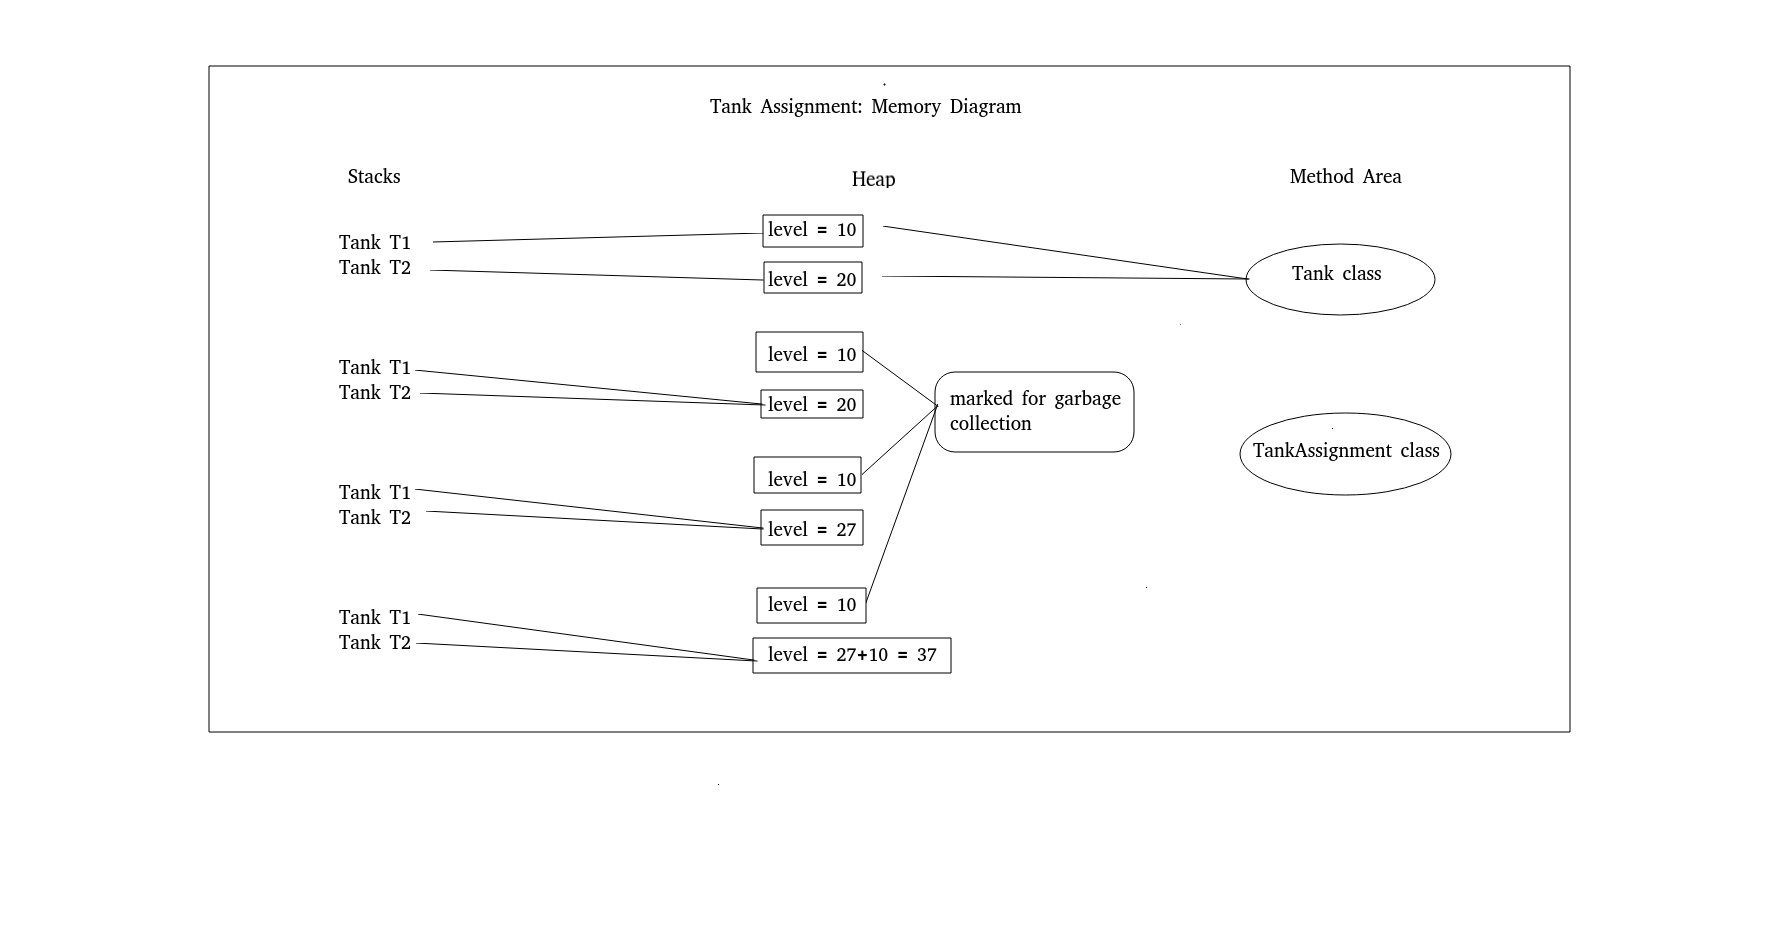 Tank Assignment: Memory Diagram
Stacks
Heap
Method Area
Tank T1
Tank T2
level = 10
level = 20
Tank class
Tank T1
Tank T2
level = 10
level = 20
marked for garbage
collection
TankAssignment class
Tank T1
Tank T2
level = 10
level = 27
Tank T1
Tank T2
level = 10
level = 27+10 = 37